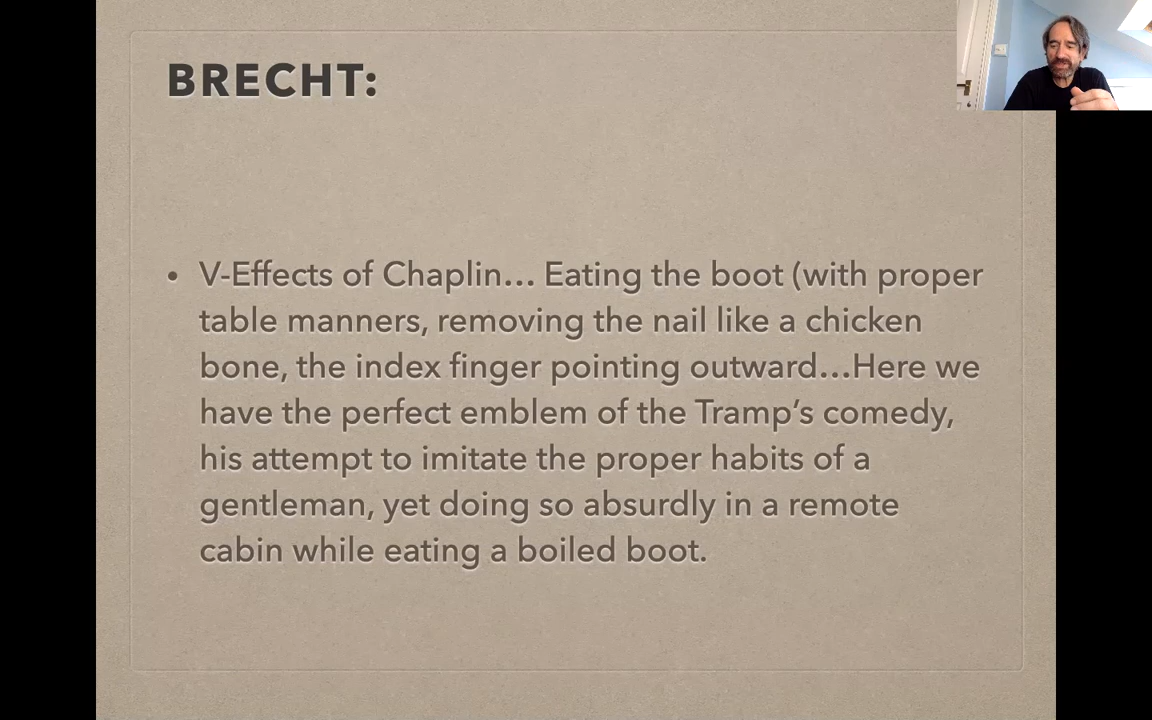 BRECHT:
• V-Effects of Chaplin… Eating the boot (with proper
table manners, removing the nail like a chicken
bone, the index finger pointing outward…Here we
have the perfect emblem of the Tramp’s comedy,
his attempt to imitate the proper habits of a
gentleman, yet doing so absurdly in a remote
cabin while eating a boiled boot.